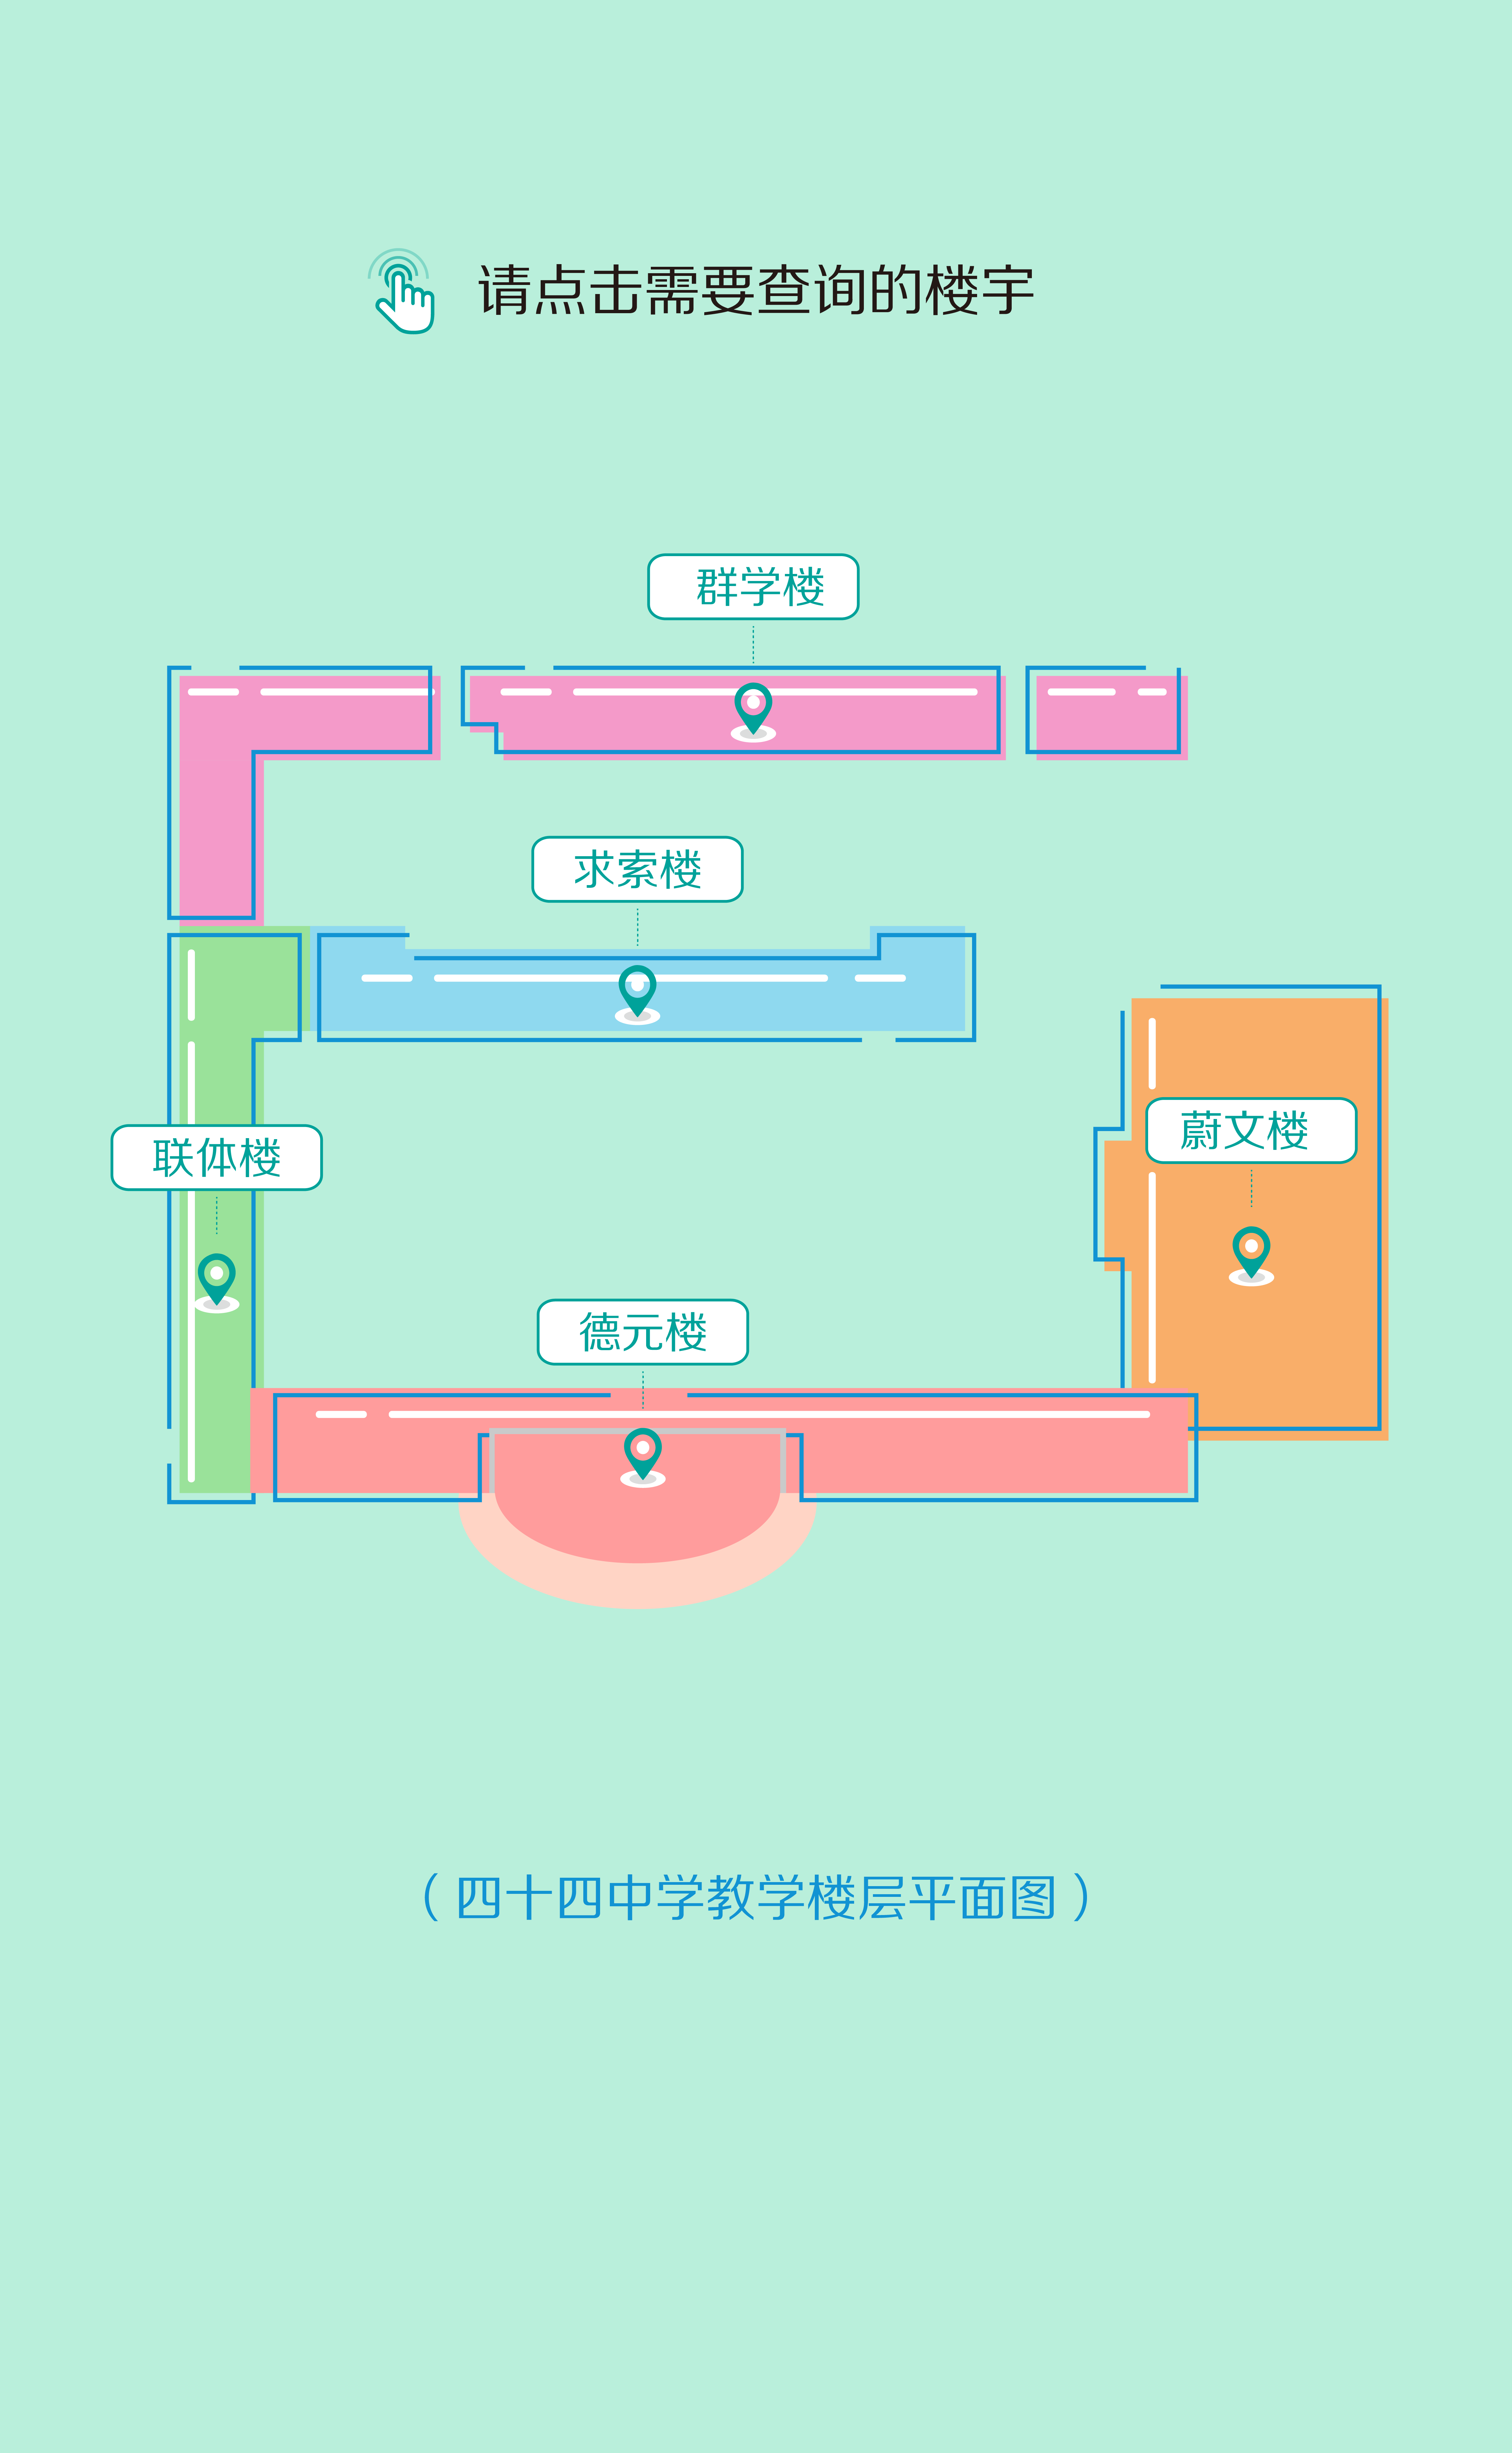 请点击需要查询的楼宇
群学楼
求索楼
蔚文楼
联体楼
德元楼
（四十四中学教学楼层平面图）